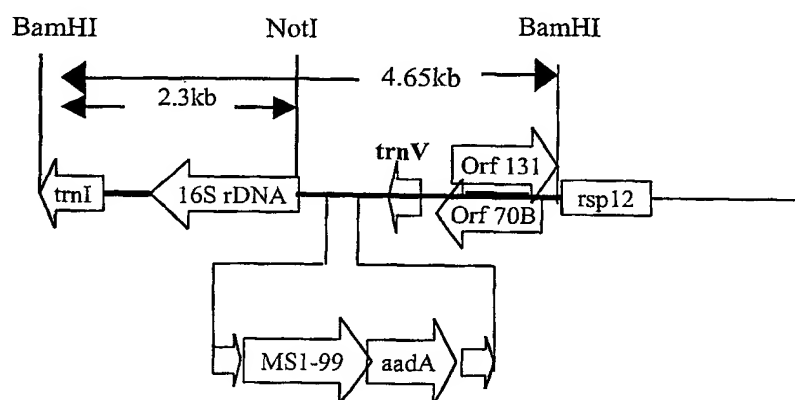 BamHI NotI BamHI
4.65kb
2.3kb
trnV
Orf 131
trnI 16S rDNA rsp12
Orf 70B
MS1-99 aadA